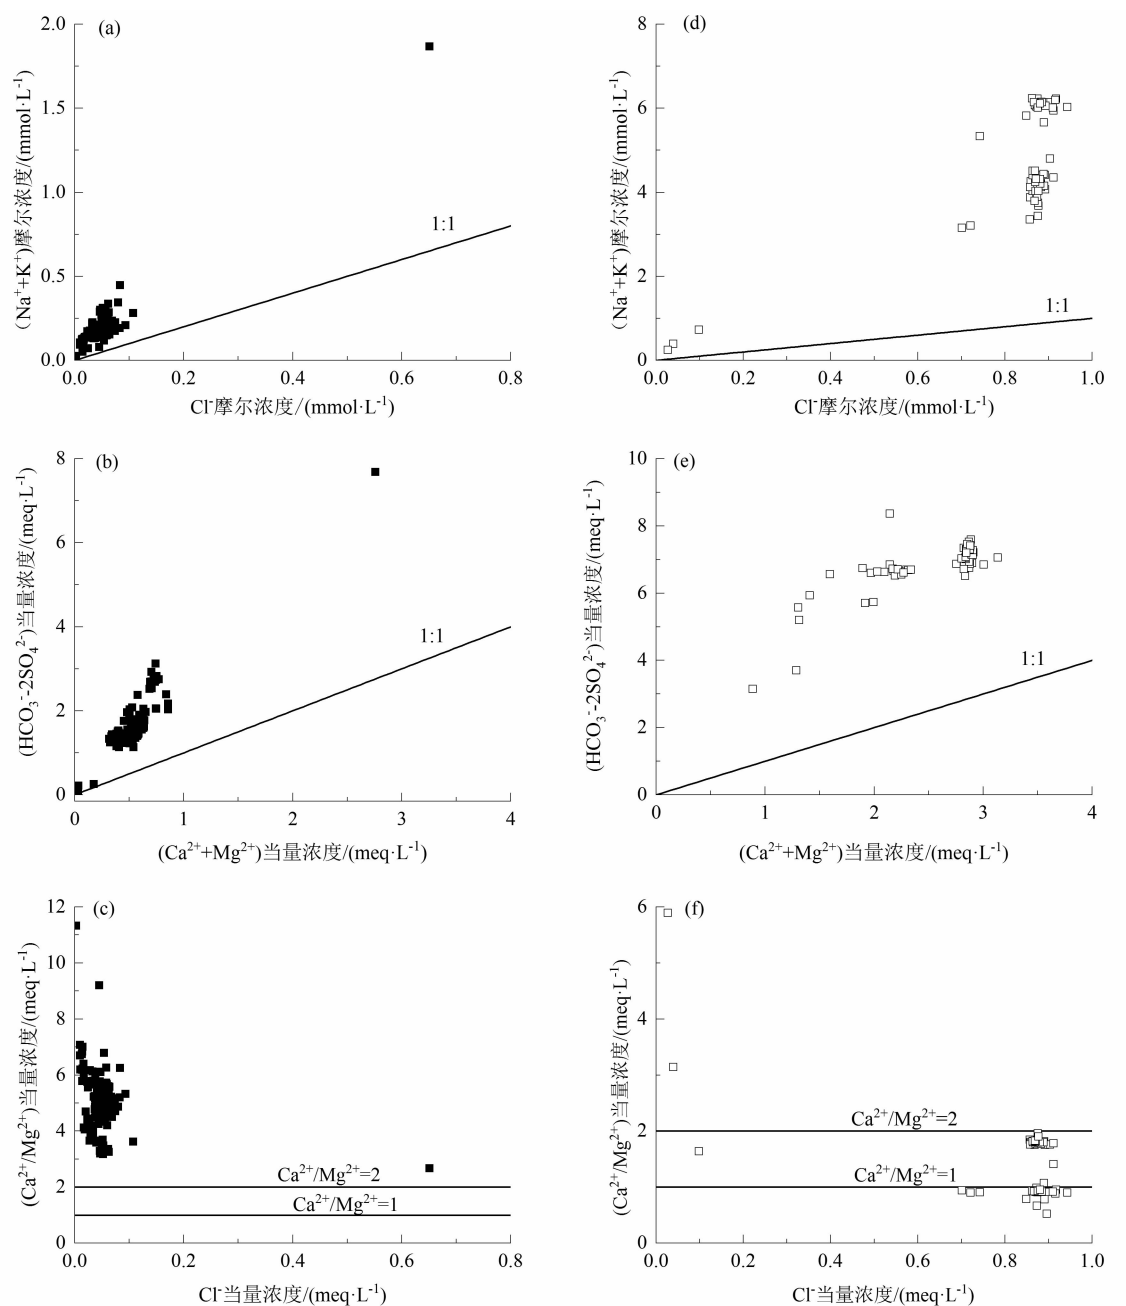 (a)
2.0
1.5
1.0
0.5
0.0
(Na⁺+K⁺)摩尔浓度/(mmol·L⁻¹)
1:1
0.0 0.2 0.4 0.6 0.8
Cl⁻摩尔浓度/(mmol·L⁻¹)
(d)
8
6
4
2
0
(Na⁺+K⁺)摩尔浓度/(mmol·L⁻¹)
1:1
0.0 0.2 0.4 0.6 0.8 1.0
Cl⁻摩尔浓度/(mmol·L⁻¹)
(b)
8
6
4
2
0
(HCO₃⁻-2SO₄²⁻)当量浓度/(meq·L⁻¹)
1:1
0 1 2 3 4
(Ca²⁺+Mg²⁺)当量浓度/(meq·L⁻¹)
(e)
10
8
6
4
2
0
(HCO₃⁻-2SO₄²⁻)当量浓度/(meq·L⁻¹)
1:1
0 1 2 3 4
(Ca²⁺+Mg²⁺)当量浓度/(meq·L⁻¹)
(c)
12
10
8
6
4
2
0
(Ca²⁺/Mg²⁺)当量浓度/(meq·L⁻¹)
Ca²⁺/Mg²⁺=2
Ca²⁺/Mg²⁺=1
0.0 0.2 0.4 0.6 0.8
Cl⁻当量浓度/(meq·L⁻¹)
(f)
6
4
2
0
(Ca²⁺/Mg²⁺)当量浓度/(meq·L⁻¹)
Ca²⁺/Mg²⁺=2
Ca²⁺/Mg²⁺=1
0.0 0.2 0.4 0.6 0.8 1.0
Cl⁻当量浓度/(meq·L⁻¹)